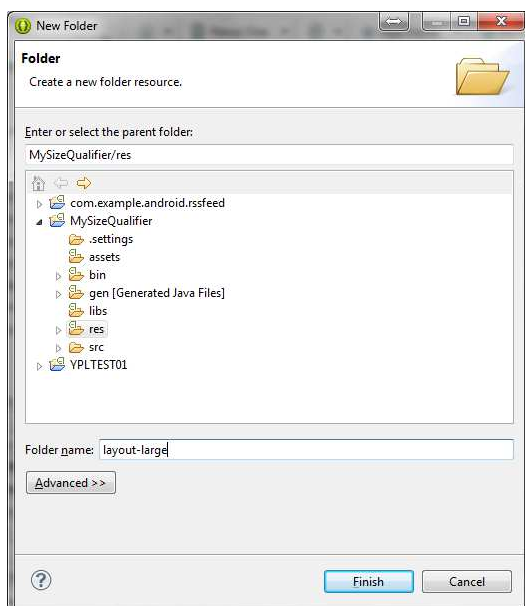 New Folder
Folder
Create a new folder resource.
Enter or select the parent folder:
MySizeQualifier/res
com.example.android.rssfeed
MySizeQualifier
.settings
assets
bin
gen [Generated Java Files]
libs
res
src
YPLTEST01
Folder name: layout-large
Advanced >>
Finish Cancel